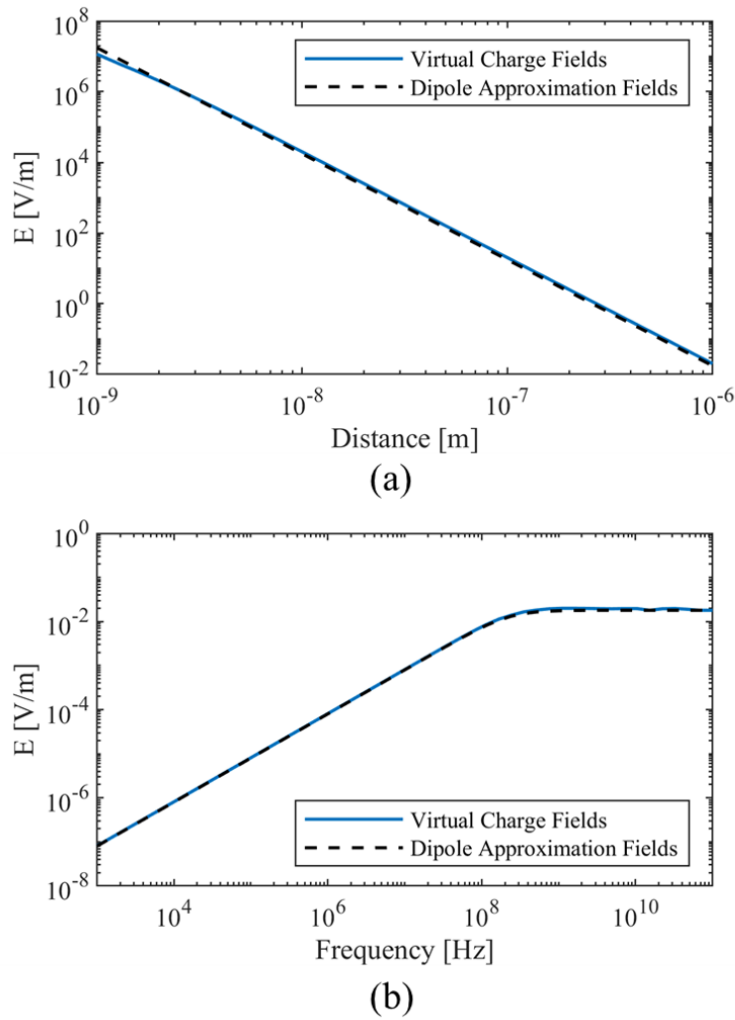 10^8
10^6
10^4
10^2
10^0
10^-2
E [V/m]
Virtual Charge Fields
Dipole Approximation Fields
10^-9 10^-8 10^-7 10^-6
Distance [m]
(a)
10^0
10^-2
10^-4
10^-6
10^-8
E [V/m]
Virtual Charge Fields
Dipole Approximation Fields
10^4 10^6 10^8 10^10
Frequency [Hz]
(b)